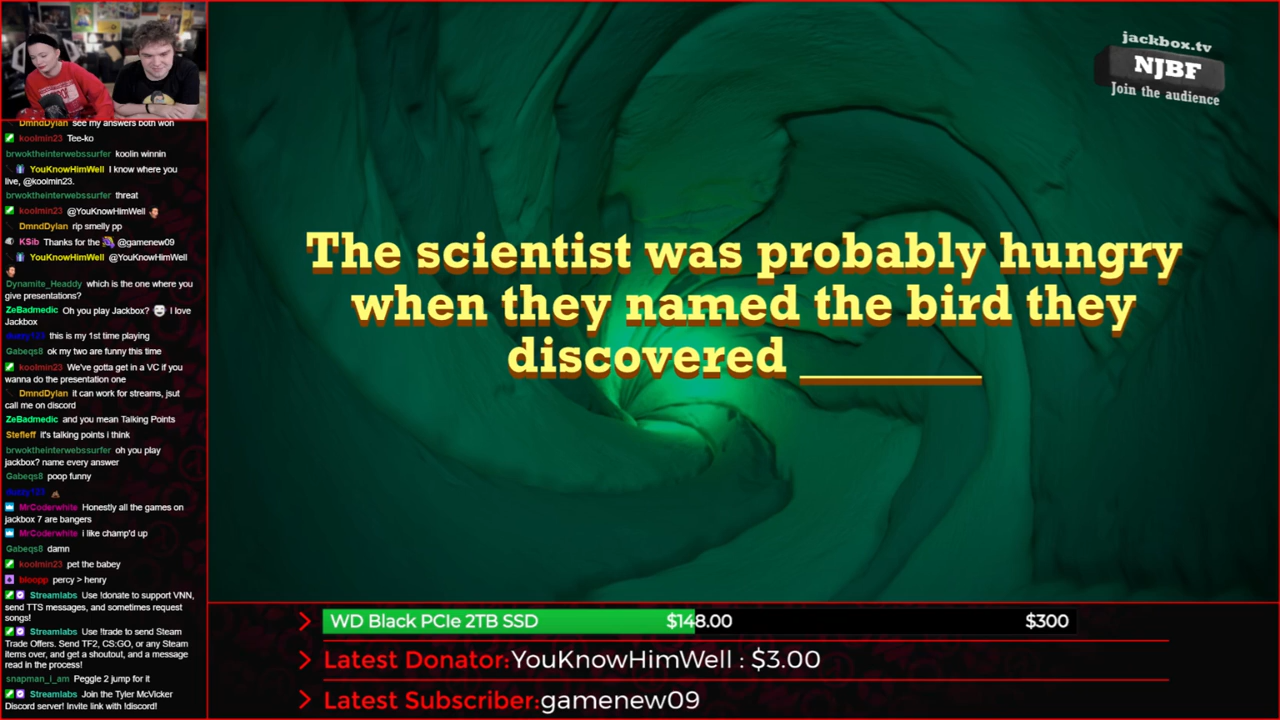 jackbox.tv
NJBF
Join the audience
The scientist was probably hungry
when they named the bird they
discovered ________
DmndDylan see my answers both won
koolmin23 Tee-ko
brwoktheinterwebssurfer koolin winnin
YouKnowHimWell I know where you
live, @koolmin23.
brwoktheinterwebssurfer threat
koolmin23 @YouKnowHimWell
DmndDylan rip smelly pp
KSib Thanks for the @gamenew09
YouKnowHimWell @YouKnowHimWell
Dynamite_Heady which is the one where you
give presentations?
ZeBadmedic Oh you play Jackbox? I love
Jackbox
this is my 1st time playing
Gabeqs8 ok my two are funny this time
koolmin23 We've gotta get in a VC if you
wanna do the presentation one
DmndDylan it can work for streams, jsut
call me on discord
ZeBadmedic and you mean Talking Points
Stefleff it's talking points i think
brwoktheinterwebssurfer oh you play
jackbox? name every answer
Gabeqs8 poop funny
MrCoderwhite Honestly all the games on
jackbox 7 are bangers
MrCoderwhite i like champ'd up
Gabeqs8 damn
koolmin23 pet the babey
bloopp percy > henry
Streamlabs Use !donate to support VNN,
send TTS messages, and sometimes request
songs!
Streamlabs Use !trade to send Steam
Trade Offers. Send TF2, CS:GO, or any Steam
Items over, and get a shoutout, and a message
read in the process!
snapman_i_am Peggle 2 jump for it
Streamlabs Join the Tyler McVicker
Discord server! Invite link with !discord!
WD Black PCIe 2TB SSD $148.00 $300
Latest Donator:YouKnowHimWell : $3.00
Latest Subscriber:gamenew09